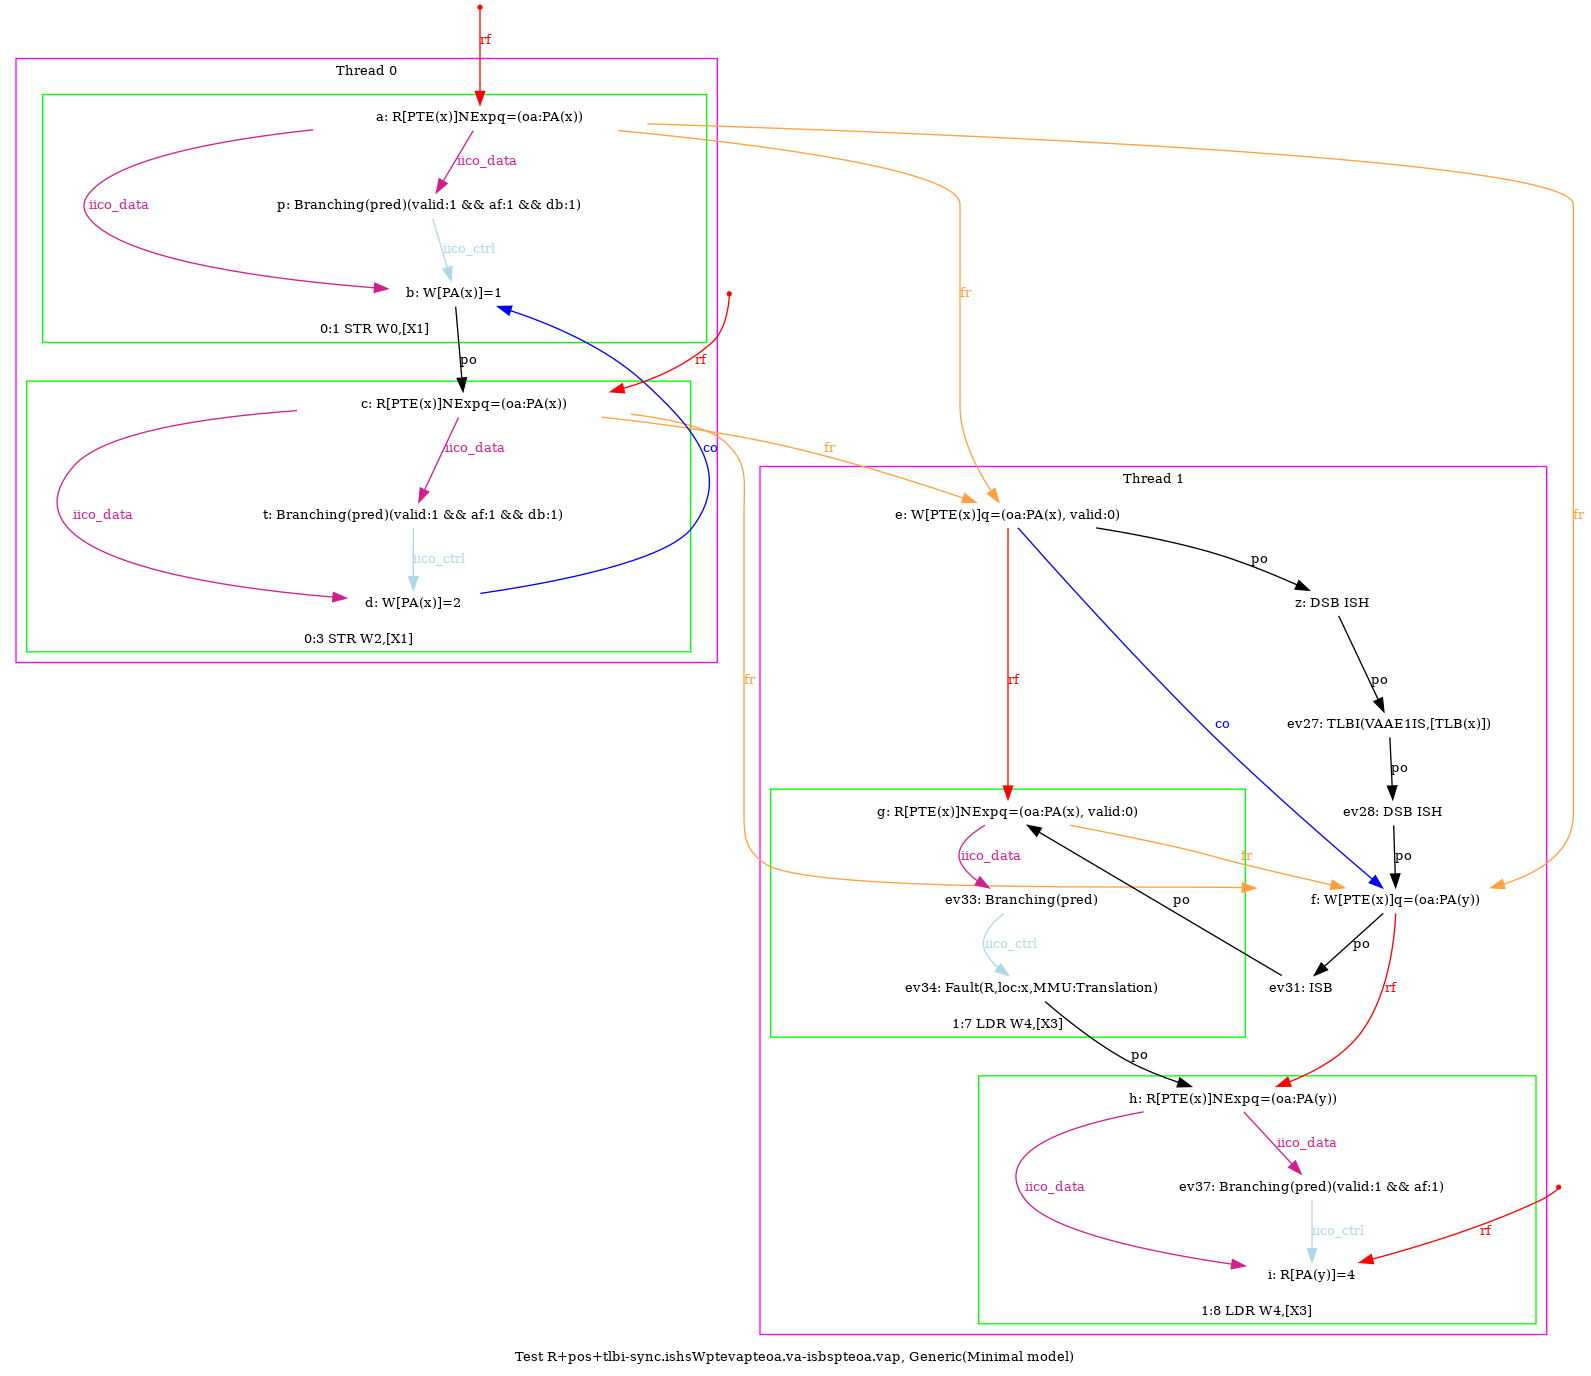 rf
Thread 0
a: R[PTE(x)]NExpq=(oa:PA(x))
iico_data
iico_data
p: Branching(pred)(valid:1 && af:1 && db:1)
iico_ctrl
b: W[PA(x)]=1
fr
0:1 STR W0,[X1]
po
rf
c: R[PTE(x)]NExpq=(oa:PA(x))
iico_data
co
fr
Thread 1
iico_data
t: Branching(pred)(valid:1 && af:1 && db:1)
e: W[PTE(x)]q=(oa:PA(x), valid:0)
fr
iico_ctrl
po
d: W[PA(x)]=2
z: DSB ISH
0:3 STR W2,[X1]
fr
rf
po
co
ev27: TLBI(VAAE1IS,[TLB(x)])
po
g: R[PTE(x)]NExpq=(oa:PA(x), valid:0)
ev28: DSB ISH
iico_data
fr
po
ev33: Branching(pred)
po
f: W[PTE(x)]q=(oa:PA(y))
iico_ctrl
po
ev34: Fault(R,loc:x,MMU:Translation)
ev31: ISB
rf
1:7 LDR W4,[X3]
po
h: R[PTE(x)]NExpq=(oa:PA(y))
iico_data
iico_data
ev37: Branching(pred)(valid:1 && af:1)
iico_ctrl
rf
i: R[PA(y)]=4
1:8 LDR W4,[X3]
Test R+pos+tlbi-sync.ishsWptevapteoa.va-isbspteoa.vap, Generic(Minimal model)